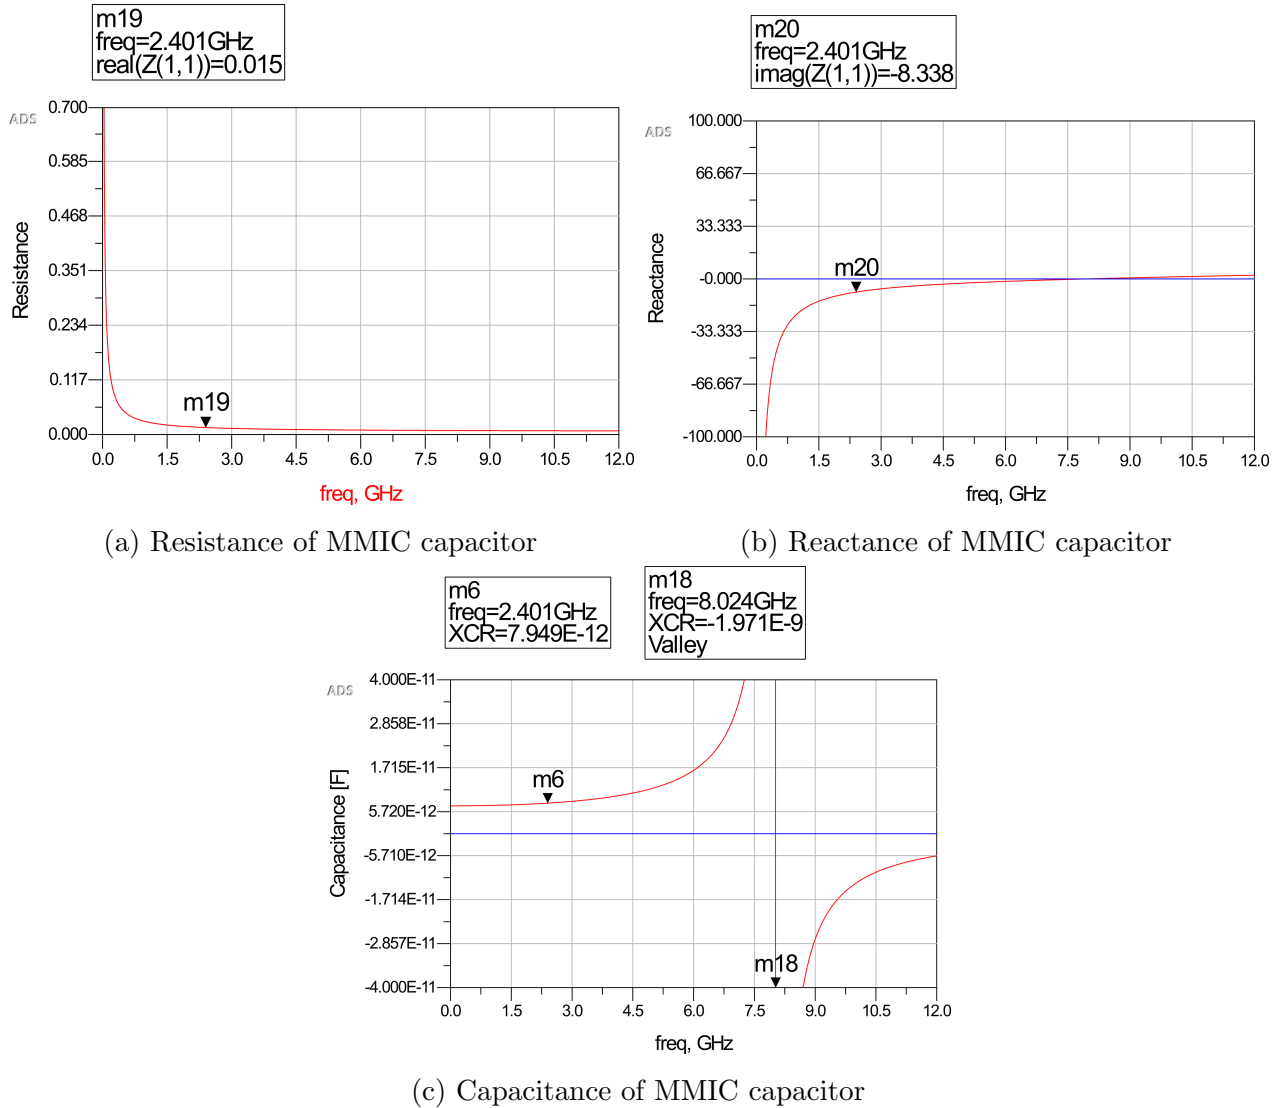 m19
freq=2.401GHz
real(Z(1,1))=0.015
ADS
Resistance
0.700
0.585
0.468
0.351
0.234
0.117
0.000
m19
0.0 1.5 3.0 4.5 6.0 7.5 9.0 10.5 12.0
freq, GHz
(a) Resistance of MMIC capacitor
m20
freq=2.401GHz
imag(Z(1,1))=-8.338
ADS
Reactance
100.000
66.667
33.333
-0.000
-33.333
-66.667
-100.000
m20
0.0 1.5 3.0 4.5 6.0 7.5 9.0 10.5 12.0
freq, GHz
(b) Reactance of MMIC capacitor
m6
freq=2.401GHz
XCR=7.949E-12
m18
freq=8.024GHz
XCR=-1.971E-9
Valley
ADS
Capacitance [F]
4.000E-11
2.858E-11
1.715E-11
5.720E-12
-5.710E-12
-1.714E-11
-2.857E-11
-4.000E-11
m6
m18
0.0 1.5 3.0 4.5 6.0 7.5 9.0 10.5 12.0
freq, GHz
(c) Capacitance of MMIC capacitor